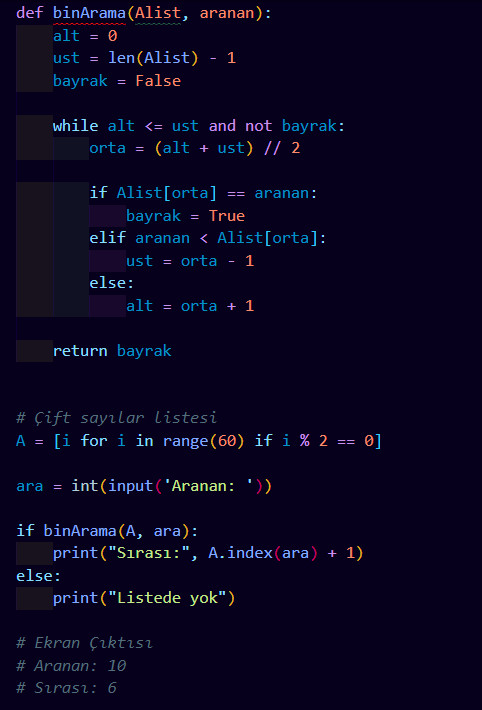 def binArama(Alist, aranan):
    alt = 0
    ust = len(Alist) - 1
    bayrak = False
    while alt <= ust and not bayrak:
        orta = (alt + ust) // 2
        if Alist[orta] == aranan:
            bayrak = True
        elif aranan < Alist[orta]:
            ust = orta - 1
        else:
            alt = orta + 1
    return bayrak
# Çift sayılar listesi
A = [i for i in range(60) if i % 2 == 0]
ara = int(input('Aranan: '))
if binArama(A, ara):
    print("Sırası:", A.index(ara) + 1)
else:
    print("Listede yok")
# Ekran Çıktısı
# Aranan: 10
# Sırası: 6